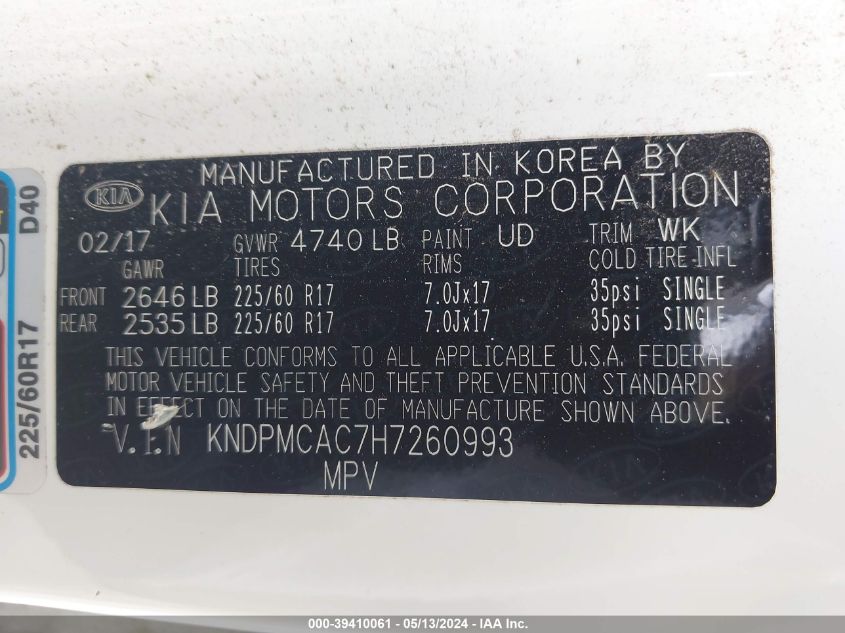 MANUFACTURED IN KOREA BY
KIA KIA MOTORS CORPORATION
02/17 GVWR 4740 LB PAINT UD TRIM WK
GAWR TIRES RIMS COLD TIRE INFL
FRONT 2646 LB 225/60 R17 7.0Jx17 35psi SINGLE
REAR 2535 LB 225/60 R17 7.0Jx17 35psi SINGLE
THIS VEHICLE CONFORMS TO ALL APPLICABLE U.S.A. FEDERAL
MOTOR VEHICLE SAFETY AND THEFT PREVENTION STANDARDS
IN EFFECT ON THE DATE OF MANUFACTURE SHOWN ABOVE.
V.I.N KNDPMCAC7H7260993
MPV
225/60R17 D40
000-39410061 - 05/13/2024 - IAA Inc.